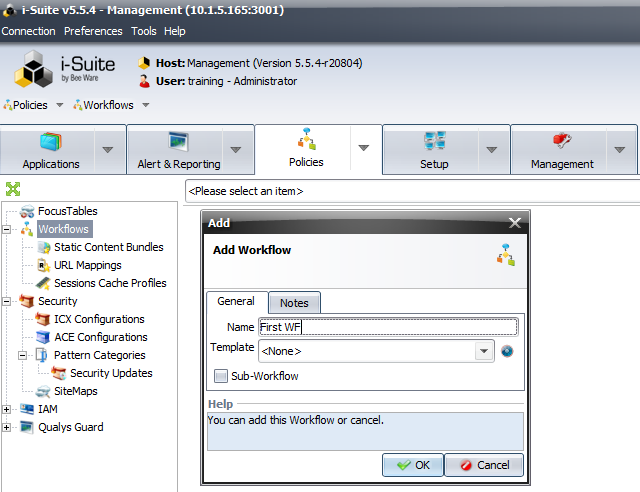 i-Suite v5.5.4 - Management (10.1.5.165:3001)
Connection Preferences Tools Help
i-Suite
by Bee Ware
Host: Management (Version 5.5.4-r20804)
User: training - Administrator
Policies Workflows
Applications Alert & Reporting Policies Setup Management
<Please select an item>
FocusTables
Workflows
Static Content Bundles
URL Mappings
Sessions Cache Profiles
Security
ICX Configurations
ACE Configurations
Pattern Categories
Security Updates
SiteMaps
IAM
Qualys Guard
Add
Add Workflow
General Notes
Name First WF
Template <None>
Sub-Workflow
Help
You can add this Workflow or cancel.
OK Cancel